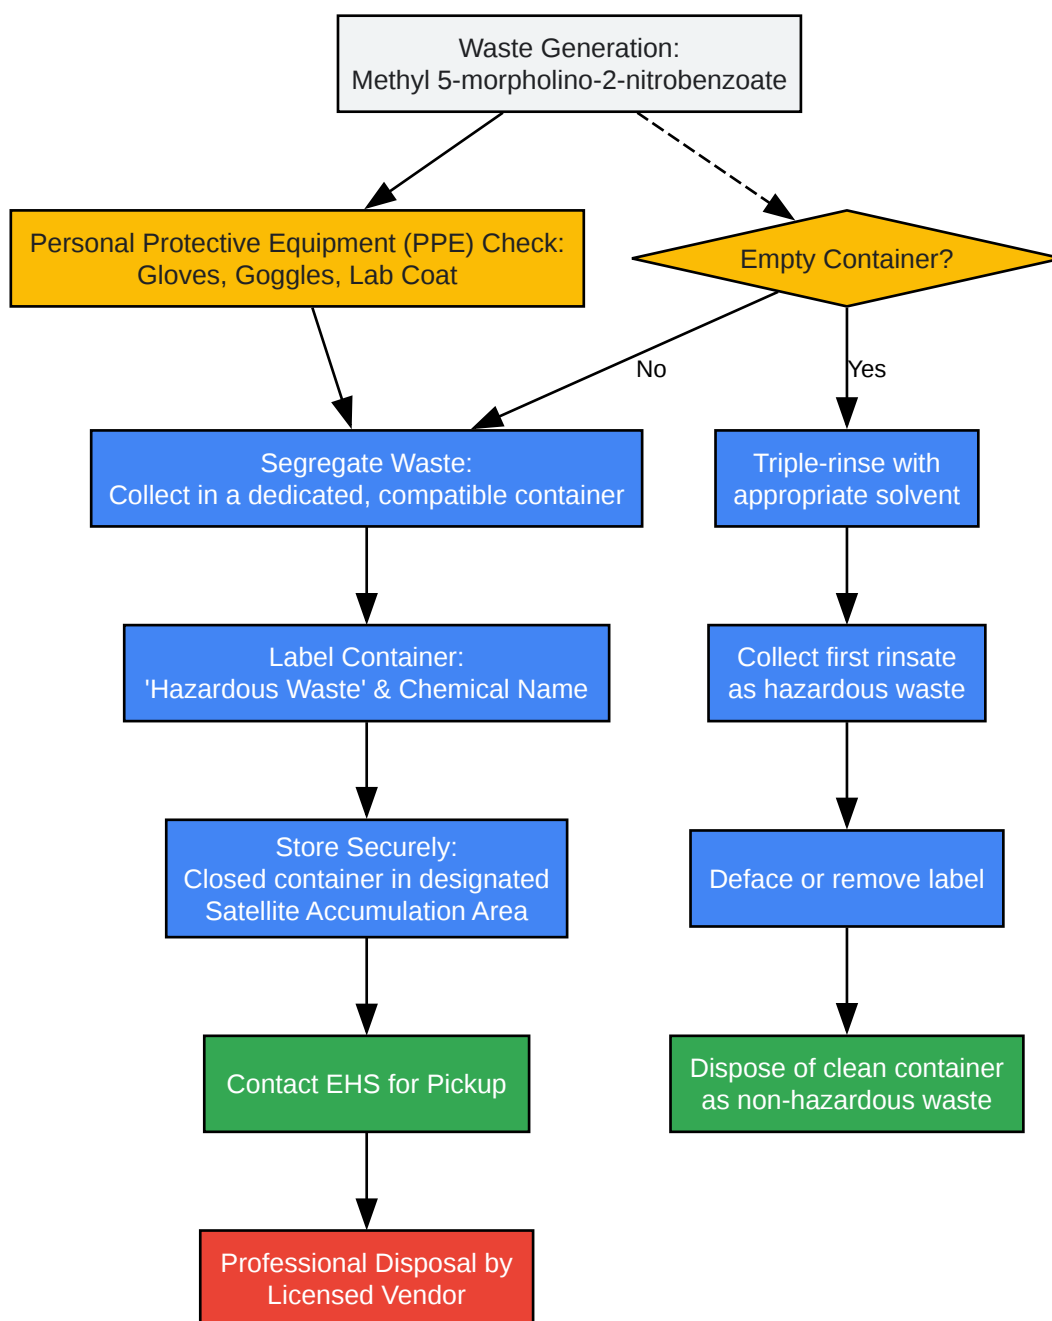 Waste Generation:
Methyl 5-morpholino-2-nitrobenzoate
Personal Protective Equipment (PPE) Check:
Gloves, Goggles, Lab Coat
Empty Container?
No
Yes
Segregate Waste:
Collect in a dedicated, compatible container
Triple-rinse with
appropriate solvent
Label Container:
'Hazardous Waste' & Chemical Name
Collect first rinsate
as hazardous waste
Store Securely:
Closed container in designated
Satellite Accumulation Area
Deface or remove label
Contact EHS for Pickup
Dispose of clean container
as non-hazardous waste
Professional Disposal by
Licensed Vendor